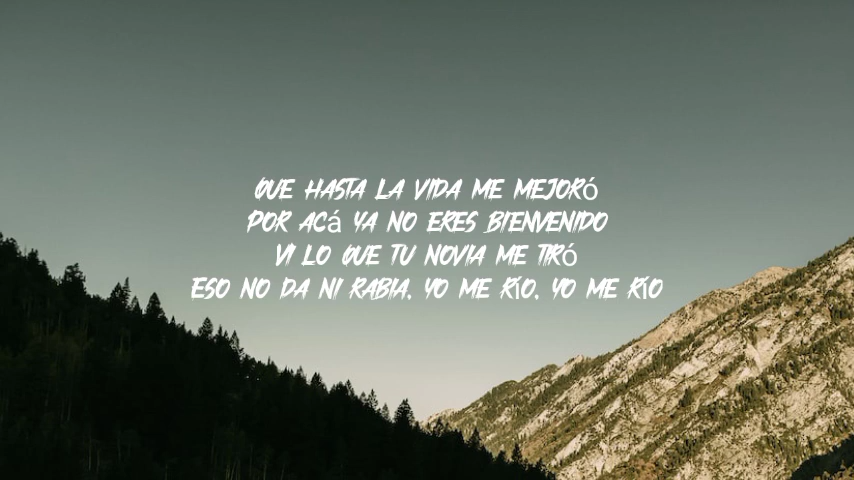 QUE HASTA LA VIDA ME MEJORÓ
POR ACÁ YA NO ERES BIENVENIDO
VI LO QUE TU NOVIA ME TIRÓ
ESO NO DA NI RABIA, YO ME RÍO, YO ME RÍO